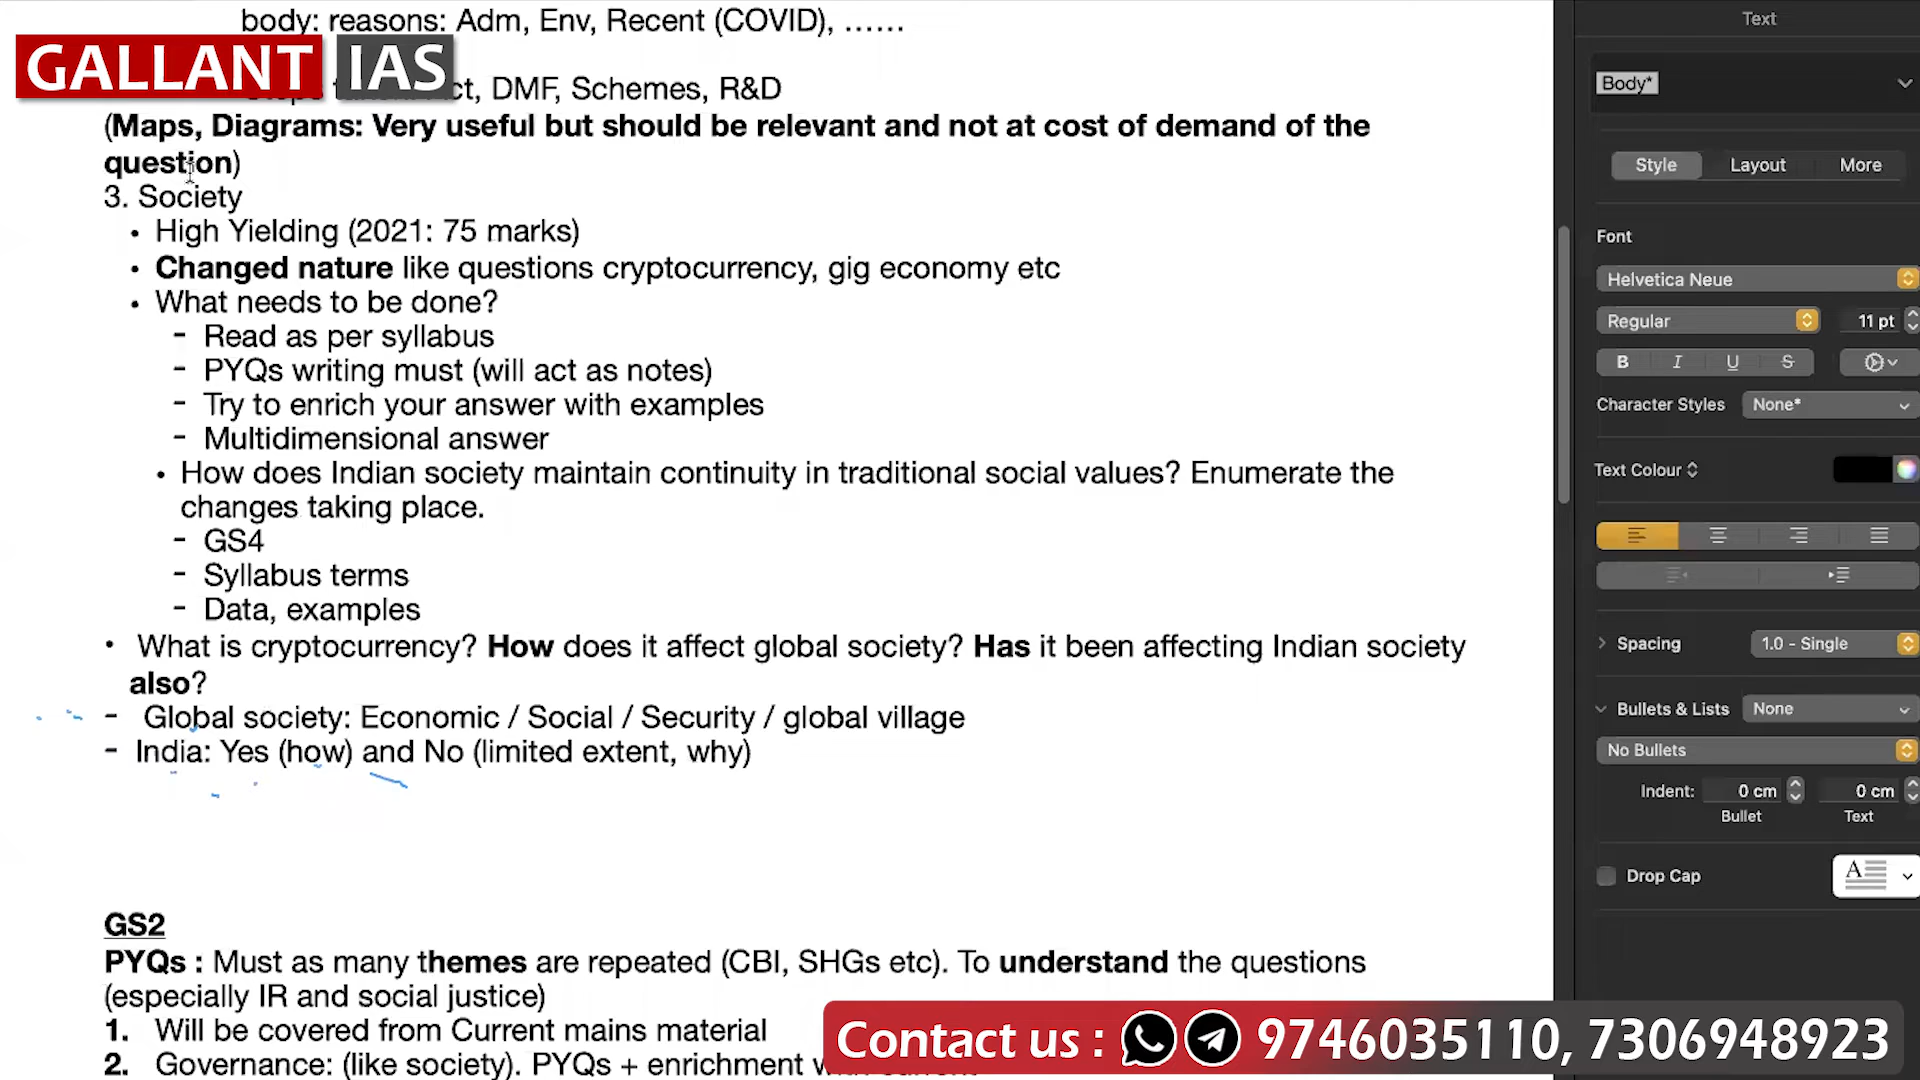 body: reasons: Adm, Env, Recent (COVID), ......
GALLANT IAS
ct, DMF, Schemes, R&D
(Maps, Diagrams: Very useful but should be relevant and not at cost of demand of the
question)
3. Society
• High Yielding (2021: 75 marks)
• Changed nature like questions cryptocurrency, gig economy etc
• What needs to be done?
- Read as per syllabus
- PYQs writing must (will act as notes)
- Try to enrich your answer with examples
- Multidimensional answer
• How does Indian society maintain continuity in traditional social values? Enumerate the
changes taking place.
- GS4
- Syllabus terms
- Data, examples
• What is cryptocurrency? How does it affect global society? Has it been affecting Indian society
also?
- Global society: Economic / Social / Security / global village
- India: Yes (how) and No (limited extent, why)
GS2
PYQs : Must as many themes are repeated (CBI, SHGs etc). To understand the questions
(especially IR and social justice)
1. Will be covered from Current mains material
2. Governance: (like society). PYQs + enrichment
Contact us : 9746035110, 7306948923
Text
Body*
Style Layout More
Font
Helvetica Neue
Regular 11 pt
B I U S
Character Styles None*
Text Colour
Spacing 1.0 - Single
Bullets & Lists None
No Bullets
Indent: 0 cm 0 cm
Bullet Text
Drop Cap
A